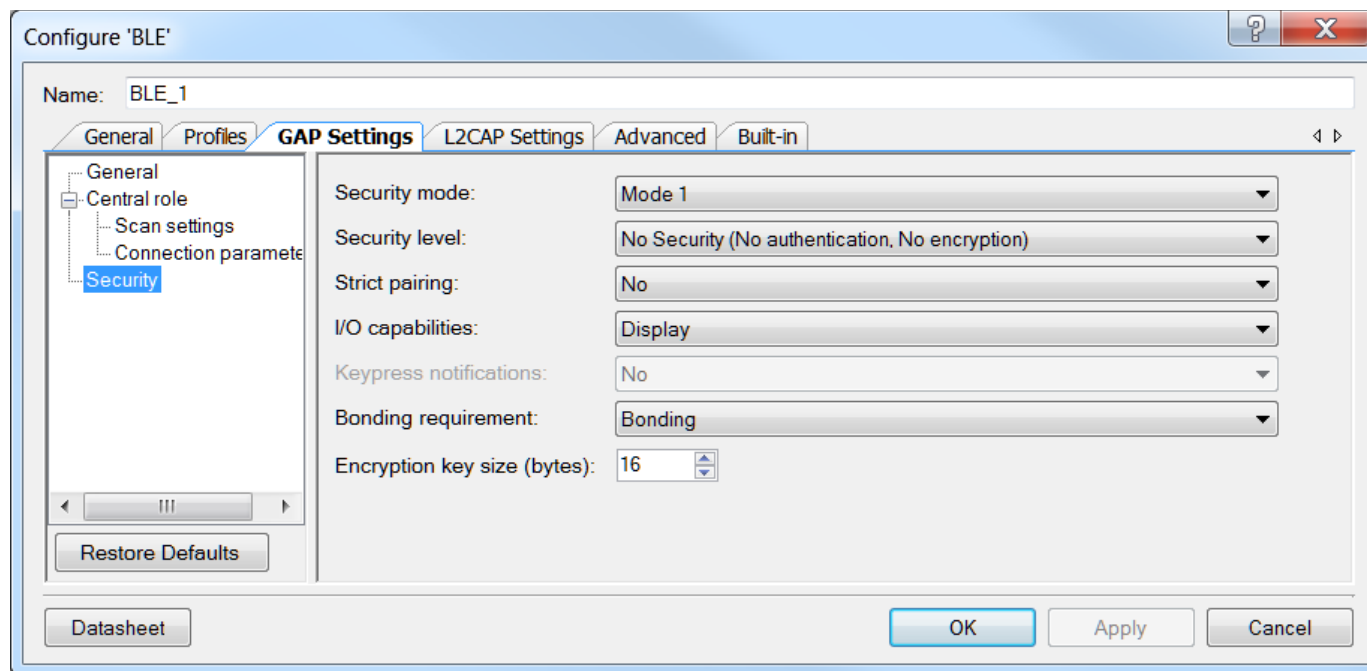 Configure 'BLE'
Name: BLE_1
General Profiles GAP Settings L2CAP Settings Advanced Built-in
General
Central role
Scan settings
Connection paramete
Security
Security mode: Mode 1
Security level: No Security (No authentication, No encryption)
Strict pairing: No
I/O capabilities: Display
Keypress notifications: No
Bonding requirement: Bonding
Encryption key size (bytes): 16
Restore Defaults
Datasheet OK Apply Cancel